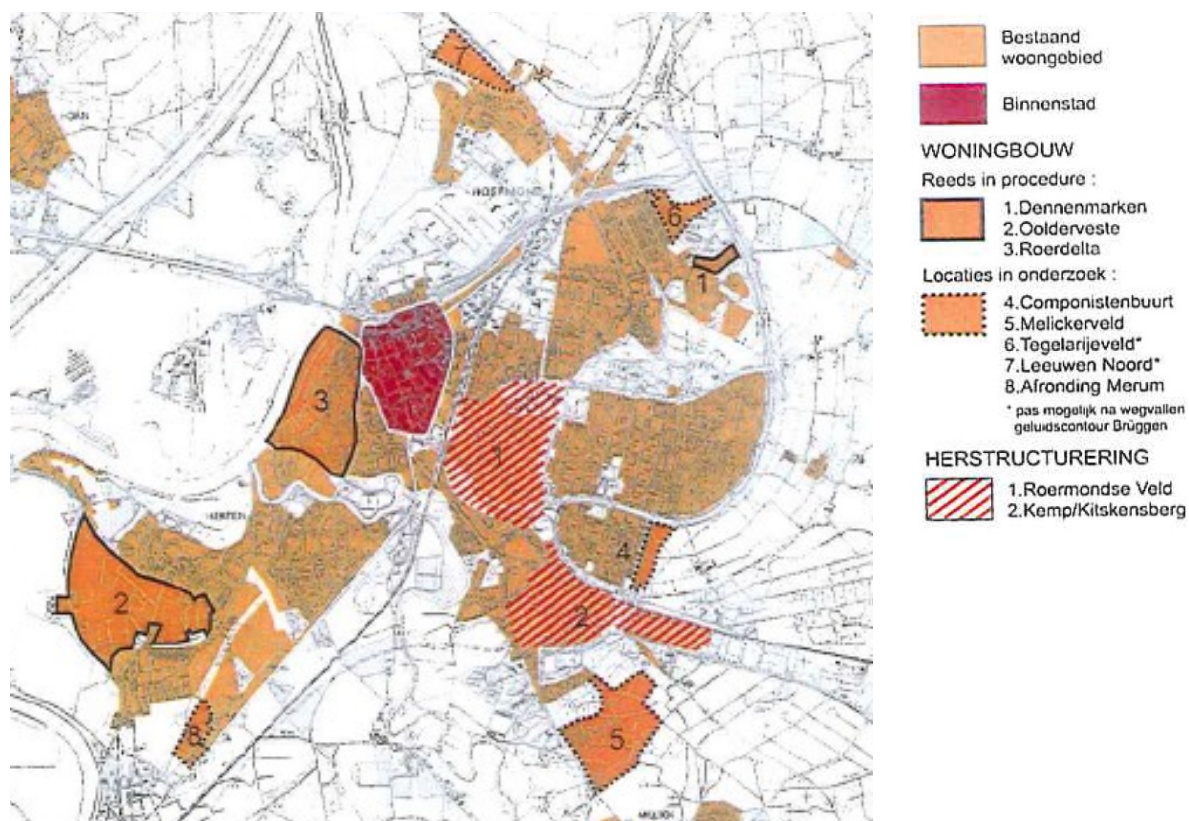 Bestaand
woongebied
Binnenstad
WONINGBOUW
Reeds in procedure :
1.Dennenmarken
2.Oolderveste
3.Roerdelta
Locaties in onderzoek :
4.Componistenbuurt
5.Melickerveld
6.Tegelarijeveld*
7.Leeuwen Noord*
8.Afronding Merum
* pas mogelijk na wegvallen
geluidscontour Brüggen
HERSTRUCTURERING
1.Roermondse Veld
2.Kemp/Kitskensberg
7
ROERMOND
6
1
3
1
HERTEN
4
2
2
8
5